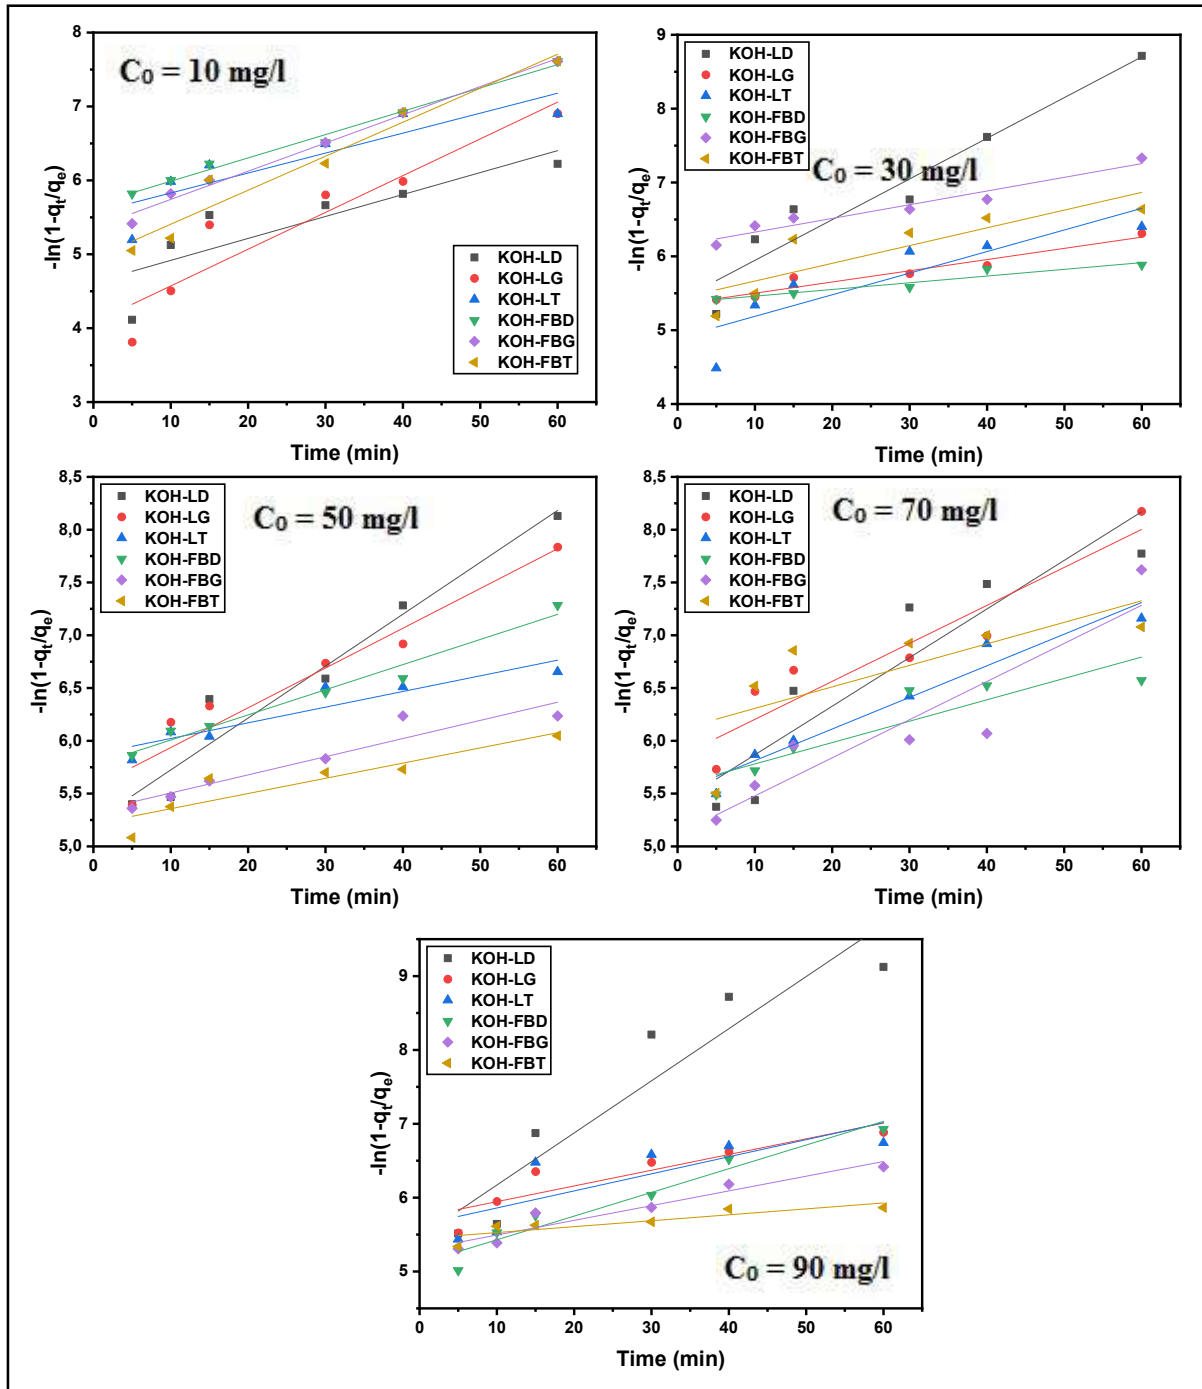 C₀ = 10 mg/l
8
7
6
5
4
3
-ln(1-qt/qe)
KOH-LD
KOH-LG
KOH-LT
KOH-FBD
KOH-FBG
KOH-FBT
0 10 20 30 40 50 60
Time (min)
C₀ = 30 mg/l
9
8
7
6
5
4
-ln(1-qt/qe)
KOH-LD
KOH-LG
KOH-LT
KOH-FBD
KOH-FBG
KOH-FBT
0 10 20 30 40 50 60
Time (min)
C₀ = 50 mg/l
8,5
8,0
7,5
7,0
6,5
6,0
5,5
5,0
-ln(1-qt/qe)
KOH-LD
KOH-LG
KOH-LT
KOH-FBD
KOH-FBG
KOH-FBT
0 10 20 30 40 50 60
Time (min)
C₀ = 70 mg/l
8,5
8,0
7,5
7,0
6,5
6,0
5,5
5,0
-ln(1-qt/qe)
KOH-LD
KOH-LG
KOH-LT
KOH-FBD
KOH-FBG
KOH-FBT
0 10 20 30 40 50 60
Time (min)
9
8
7
6
5
-ln(1-qt/qe)
KOH-LD
KOH-LG
KOH-LT
KOH-FBD
KOH-FBG
KOH-FBT
C₀ = 90 mg/l
0 10 20 30 40 50 60
Time (min)